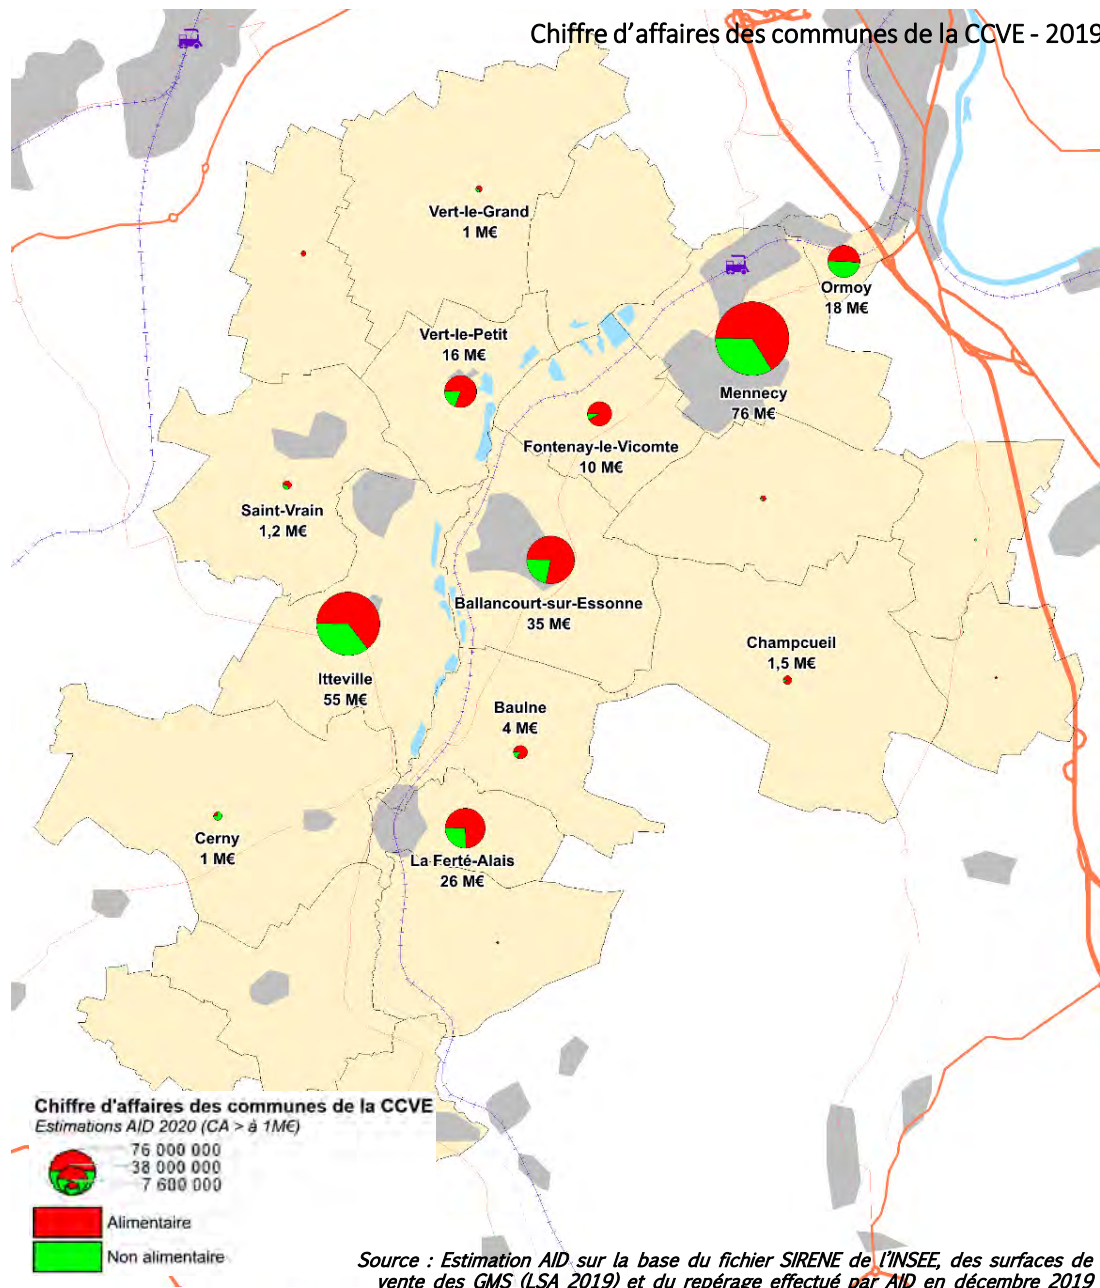 Chiffre d'affaires des communes de la CCVE - 2019
Vert-le-Grand
1 M€
Ormoy
18 M€
Vert-le-Petit
16 M€
Mennecy
76 M€
Fontenay-le-Vicomte
10 M€
Saint-Vrain
1,2 M€
Ballancourt-sur-Essonne
35 M€
Champcueil
1,5 M€
Itteville
55 M€
Baulne
4 M€
Cerny
1 M€
La Ferté-Alais
26 M€
Chiffre d'affaires des communes de la CCVE
Estimations AID 2020 (CA > à 1M€)
76 000 000
38 000 000
7 600 000
Alimentaire
Non alimentaire
Source : Estimation AID sur la base du fichier SIRENE de l'INSEE, des surfaces de
vente des GMS (LSA 2019) et du repérage effectué par AID en décembre 2019